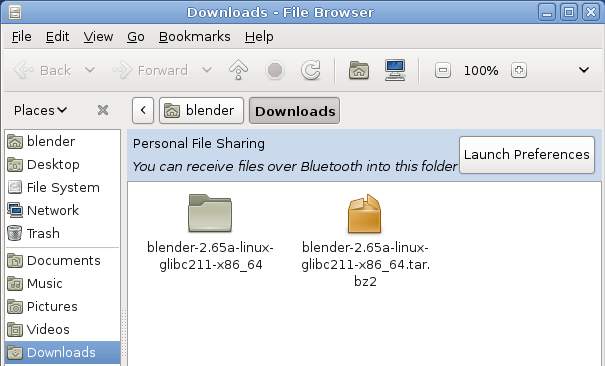 Downloads - File Browser
File Edit View Go Bookmarks Help
Back Forward 100%
Places blender Downloads
blender
Desktop
File System
Network
Trash
Documents
Music
Pictures
Videos
Downloads
Personal File Sharing
You can receive files over Bluetooth into this folder
Launch Preferences
blender-2.65a-linux-
glibc211-x86_64
blender-2.65a-linux-
glibc211-x86_64.tar.
bz2